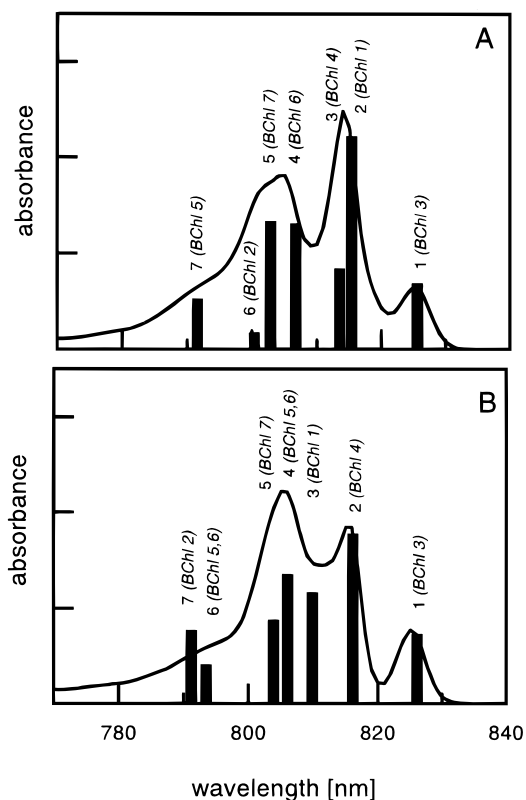 A
absorbance
7 (BChl 5)
6 (BChl 2)
5 (BChl 7)
4 (BChl 6)
3 (BChl 4)
2 (BChl 1)
1 (BChl 3)
B
absorbance
7 (BChl 2)
6 (BChl 5,6)
5 (BChl 7)
4 (BChl 5,6)
3 (BChl 1)
2 (BChl 4)
1 (BChl 3)
780 800 820 840
wavelength [nm]